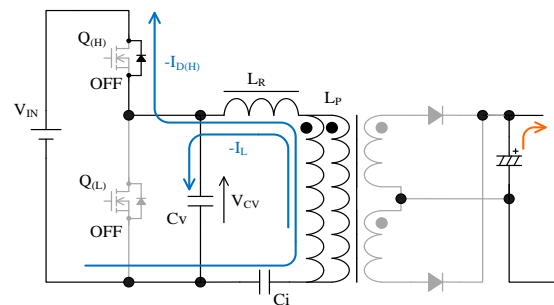 Q(H)
-ID(H)
OFF
LR
LP
VIN
-IL
Q(L)
VCV
Cv
OFF
Ci
+